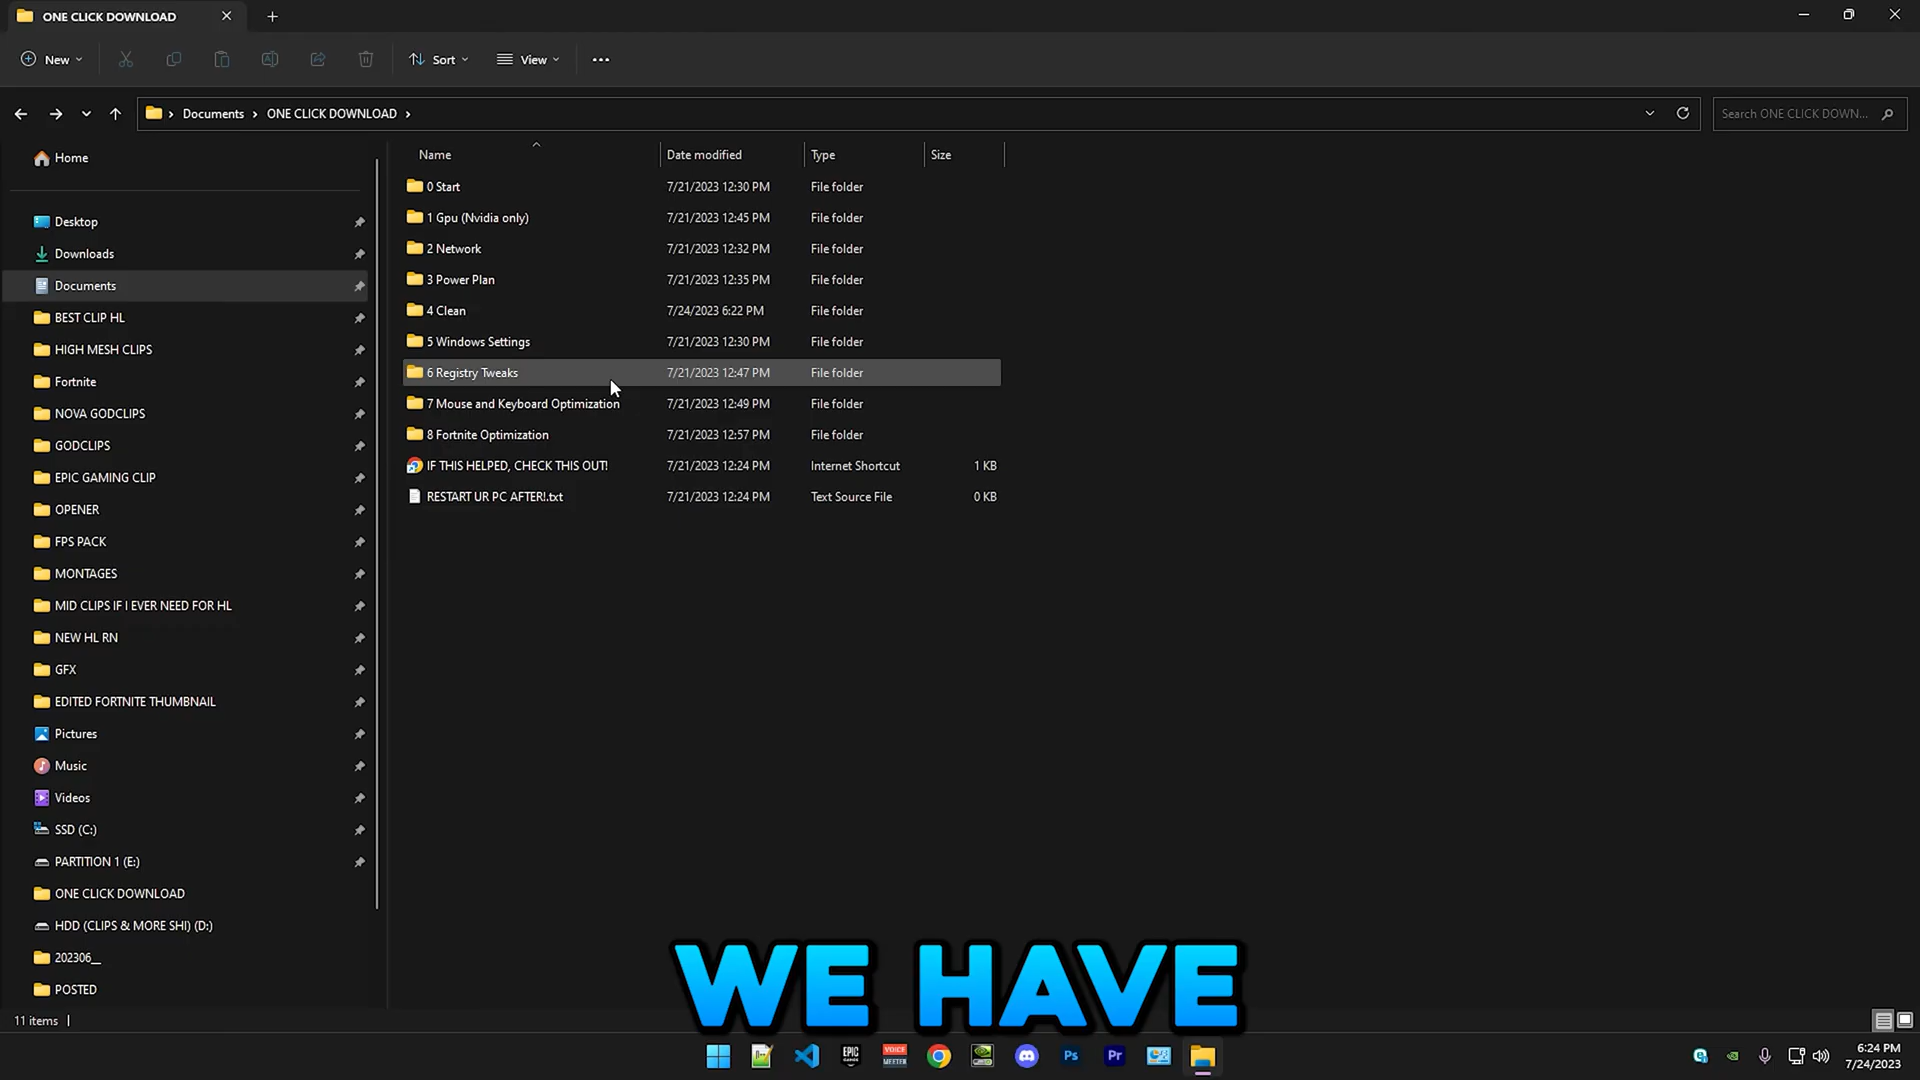 ONE CLICK DOWNLOAD
New
Sort
View
Documents > ONE CLICK DOWNLOAD >
Search ONE CLICK DOWN...
Home
Desktop
Downloads
Documents
BEST CLIP HL
HIGH MESH CLIPS
Fortnite
NOVA GODCLIPS
GODCLIPS
EPIC GAMING CLIP
OPENER
FPS PACK
MONTAGES
MID CLIPS IF I EVER NEED FOR HL
NEW HL RN
GFX
EDITED FORTNITE THUMBNAIL
Pictures
Music
Videos
SSD (C:)
PARTITION 1 (E:)
ONE CLICK DOWNLOAD
HDD (CLIPS & MORE SHI) (D:)
202306__
POSTED
Name Date modified Type Size
0 Start 7/21/2023 12:30 PM File folder
1 Gpu (Nvidia only) 7/21/2023 12:45 PM File folder
2 Network 7/21/2023 12:32 PM File folder
3 Power Plan 7/21/2023 12:35 PM File folder
4 Clean 7/24/2023 6:22 PM File folder
5 Windows Settings 7/21/2023 12:30 PM File folder
6 Registry Tweaks 7/21/2023 12:47 PM File folder
7 Mouse and Keyboard Optimization 7/21/2023 12:49 PM File folder
8 Fortnite Optimization 7/21/2023 12:57 PM File folder
IF THIS HELPED, CHECK THIS OUT! 7/21/2023 12:24 PM Internet Shortcut 1 KB
RESTART UR PC AFTER!.txt 7/21/2023 12:24 PM Text Source File 0 KB
WE HAVE
11 items
EPIC
GAMES
VOICE
MEETER
Ps
Pr
6:24 PM
7/24/2023